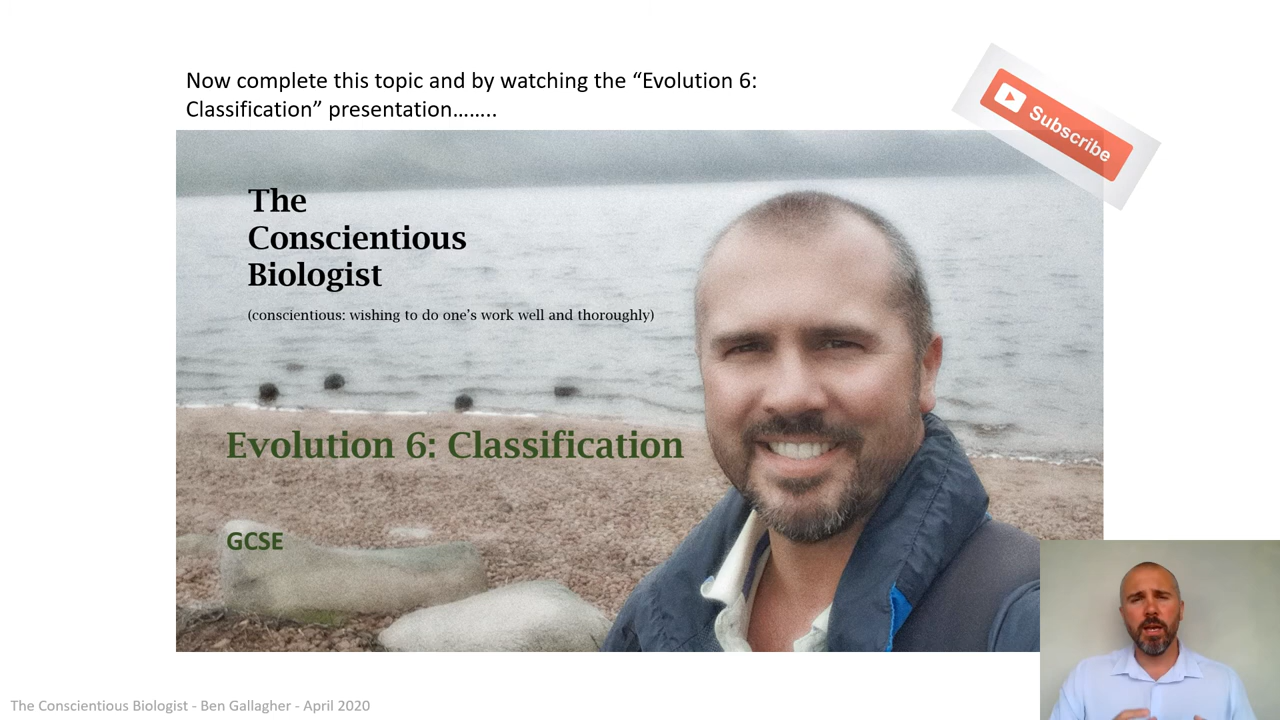 Now complete this topic and by watching the “Evolution 6:
Classification” presentation……..
Subscribe
The
Conscientious
Biologist
(conscientious: wishing to do one’s work well and thoroughly)
Evolution 6: Classification
GCSE
The Conscientious Biologist - Ben Gallagher - April 2020